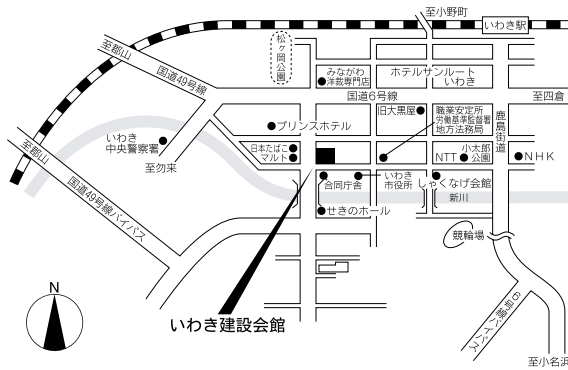 至小野町
いわき駅
至郡山
国道49号線
松ヶ岡公園
みながわ
洋裁専門店
ホテルサンルート
いわき
国道6号線
至四倉
プリンスホテル
旧大黒屋
職業安定所
労働基準監督署
地方法務局
鹿島街道
いわき
中央警察署
至勿来
日本たばこ
マルト
NTT
小太郎
公園
NHK
至郡山
国道49号線バイパス
合同庁舎
いわき
市役所
しゃくなげ会館
新川
せきのホール
競輪場
N
いわき建設会館
6号線バイパス
至小名浜